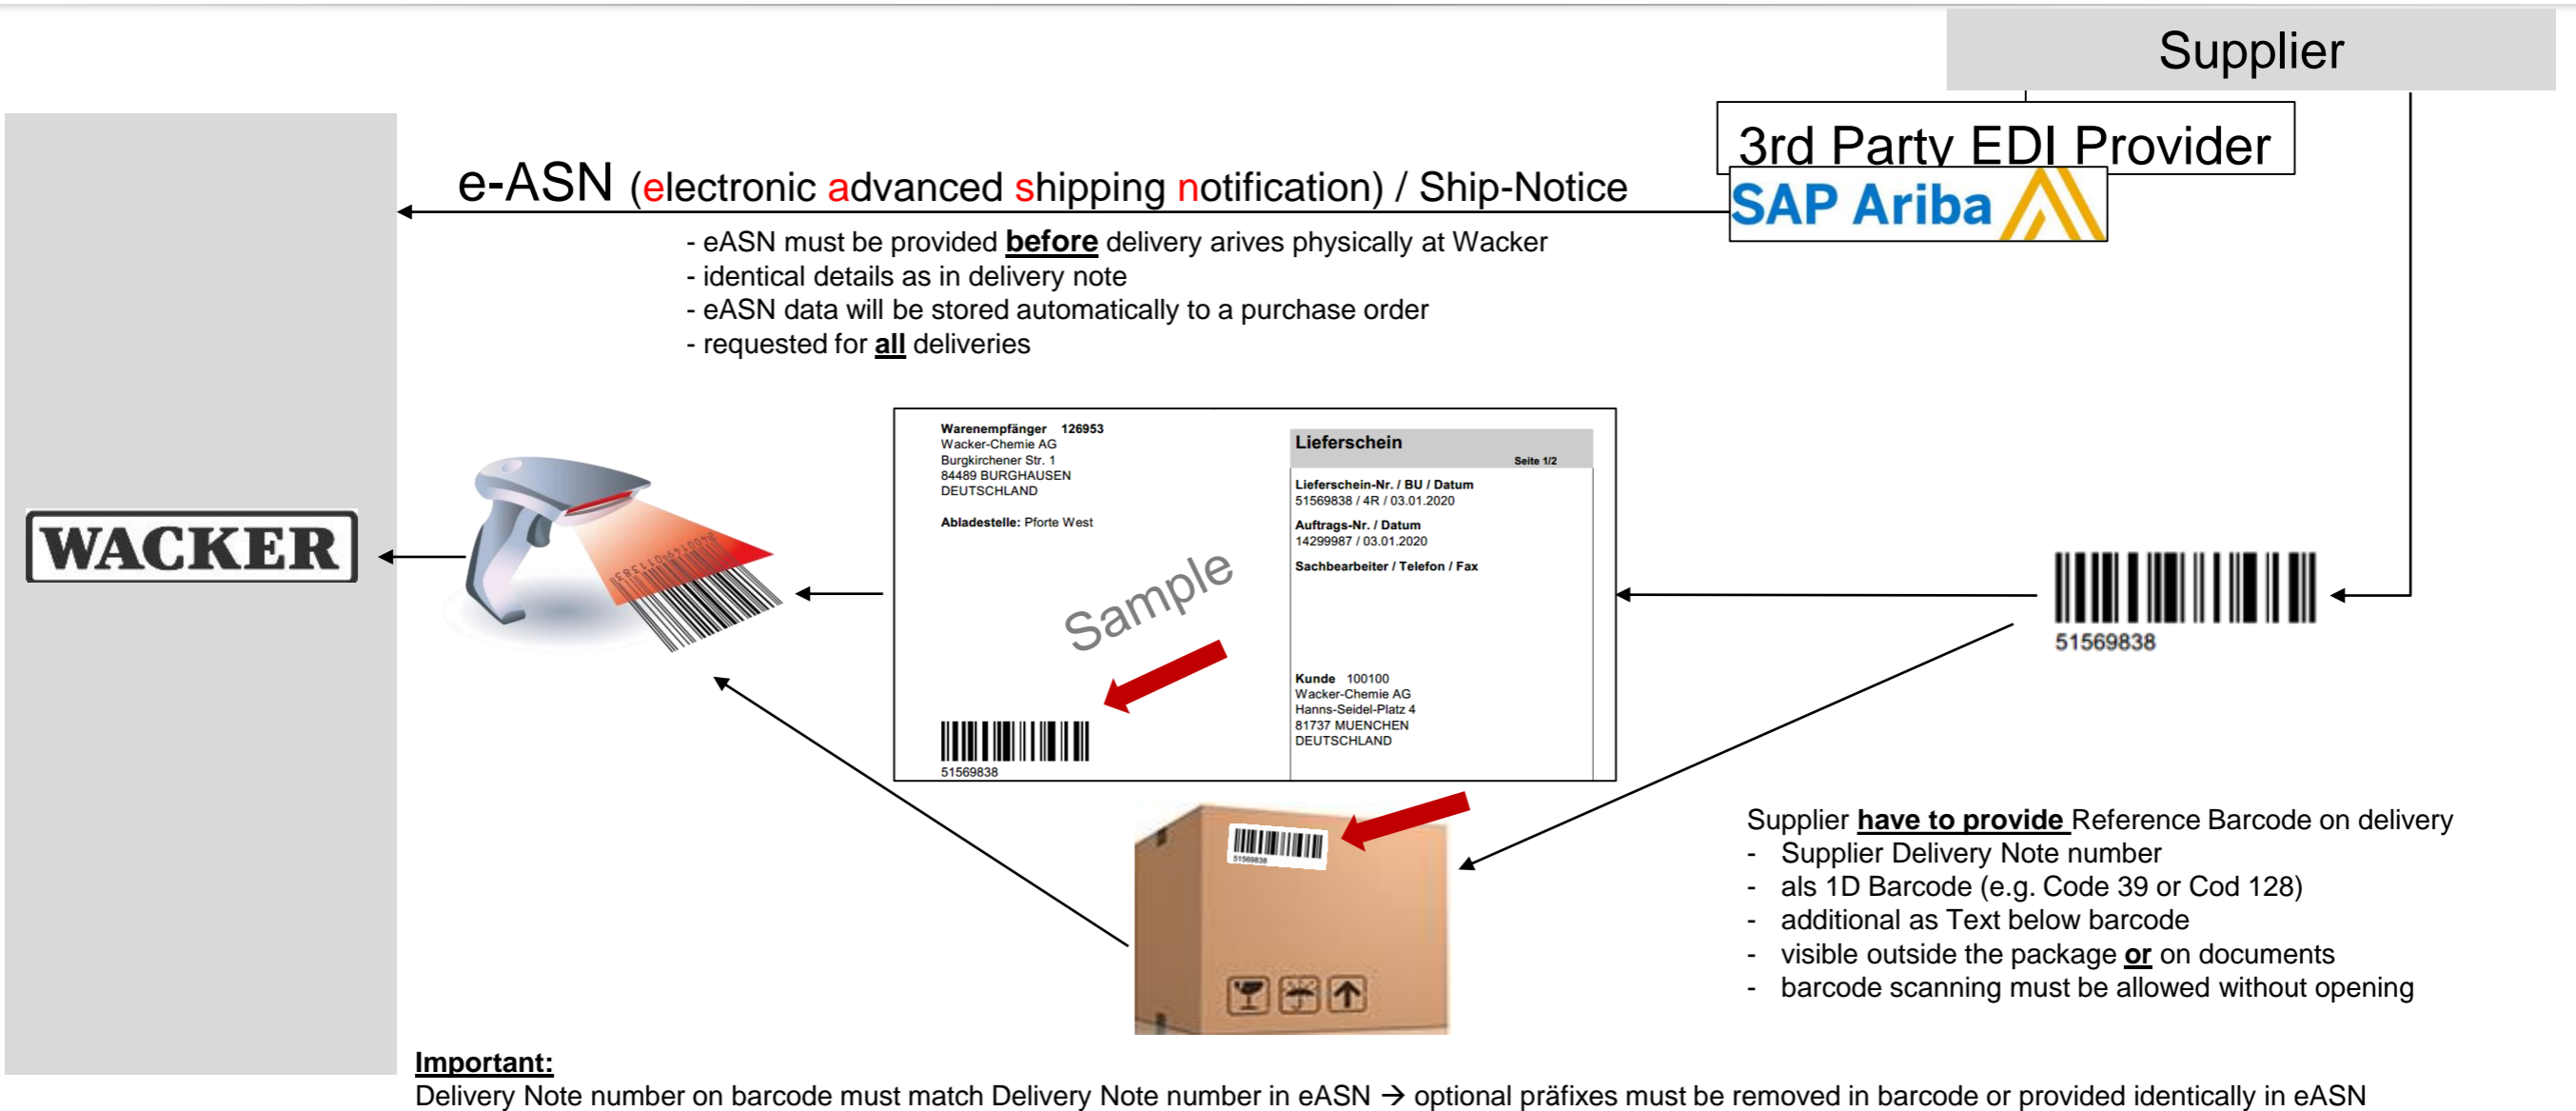 Supplier
3rd Party EDI Provider
SAP Ariba
e-ASN (electronic advanced shipping notification) / Ship-Notice
- eASN must be provided before delivery arives physically at Wacker
- identical details as in delivery note
- eASN data will be stored automatically to a purchase order
- requested for all deliveries
WACKER
Warenempfänger 126953
Wacker-Chemie AG
Burgkirchener Str. 1
84489 BURGHAUSEN
DEUTSCHLAND
Abladestelle: Pforte West
Sample
51569838
Lieferschein
Seite 1/2
Lieferschein-Nr. / BU / Datum
51569838 / 4R / 03.01.2020
Auftrags-Nr. / Datum
14299987 / 03.01.2020
Sachbearbeiter / Telefon / Fax
Kunde 100100
Wacker-Chemie AG
Hanns-Seidel-Platz 4
81737 MUENCHEN
DEUTSCHLAND
51569838
51569838
Supplier have to provide Reference Barcode on delivery
- Supplier Delivery Note number
- als 1D Barcode (e.g. Code 39 or Cod 128)
- additional as Text below barcode
- visible outside the package or on documents
- barcode scanning must be allowed without opening
Important:
Delivery Note number on barcode must match Delivery Note number in eASN → optional präfixes must be removed in barcode or provided identically in eASN